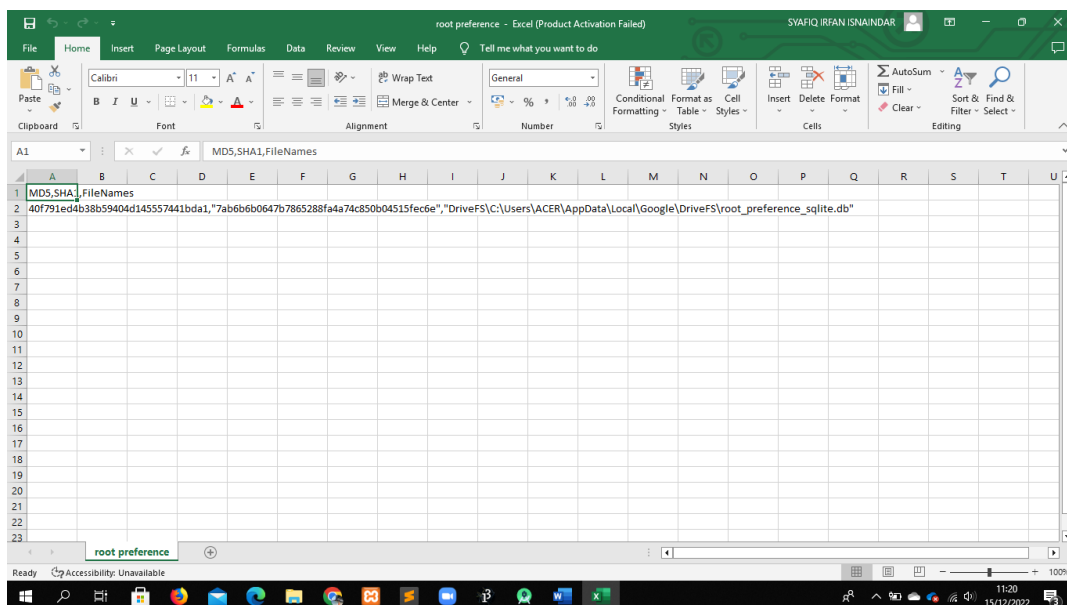 root preference - Excel (Product Activation Failed)
SYAFIQ IRFAN ISNAINDAR
File Home Insert Page Layout Formulas Data Review View Help Tell me what you want to do
Paste
Clipboard
Calibri 11 A A
B I U A
Font
Wrap Text
Merge & Center
Alignment
General
% , .0 .00 .00 .0
Number
Conditional Formatting
Format as Table
Cell Styles
Styles
Insert Delete Format
Cells
AutoSum
Fill
Clear
Sort & Filter
Find & Select
Editing
A1 fx MD5,SHA1,FileNames
A B C D E F G H I J K L M N O P Q R S T U
1 MD5,SHA1,FileNames
2 40f791ed4b38b59404d145557441bda1,"7ab6b6b0647b7865288fa4a74c850b04515fec6e","DriveFS\C:\Users\ACER\AppData\Local\Google\DriveFS\root_preference_sqlite.db"
3
4
5
6
7
8
9
10
11
12
13
14
15
16
17
18
19
20
21
22
23
root preference
Ready Accessibility: Unavailable 100%
11:20
15/12/2022